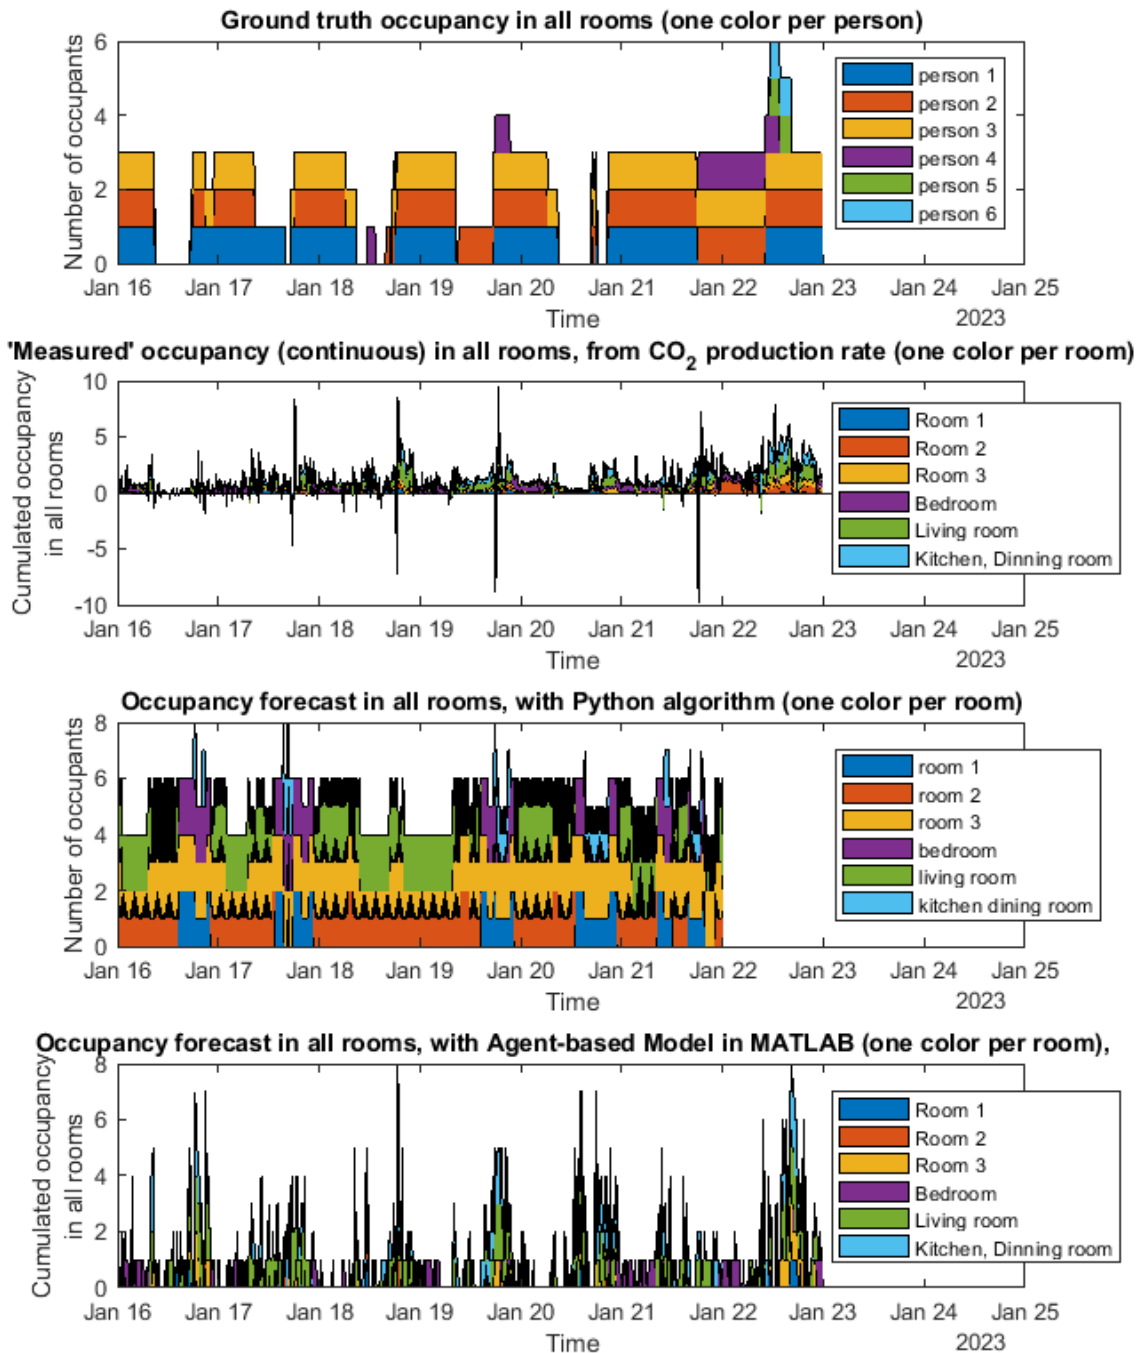 Ground truth occupancy in all rooms (one color per person)
Number of occupants
6
4
2
0
person 1
person 2
person 3
person 4
person 5
person 6
Jan 16 Jan 17 Jan 18 Jan 19 Jan 20 Jan 21 Jan 22 Jan 23 Jan 24 Jan 25
Time
2023
'Measured' occupancy (continuous) in all rooms, from CO2 production rate (one color per room)
Cumulated occupancy
in all rooms
10
5
0
-5
-10
Room 1
Room 2
Room 3
Bedroom
Living room
Kitchen, Dinning room
Jan 16 Jan 17 Jan 18 Jan 19 Jan 20 Jan 21 Jan 22 Jan 23 Jan 24 Jan 25
Time
2023
Occupancy forecast in all rooms, with Python algorithm (one color per room)
Number of occupants
8
6
4
2
0
room 1
room 2
room 3
bedroom
living room
kitchen dining room
Jan 16 Jan 17 Jan 18 Jan 19 Jan 20 Jan 21 Jan 22 Jan 23 Jan 24 Jan 25
Time
2023
Occupancy forecast in all rooms, with Agent-based Model in MATLAB (one color per room),
Cumulated occupancy
in all rooms
8
6
4
2
0
Room 1
Room 2
Room 3
Bedroom
Living room
Kitchen, Dinning room
Jan 16 Jan 17 Jan 18 Jan 19 Jan 20 Jan 21 Jan 22 Jan 23 Jan 24 Jan 25
Time
2023